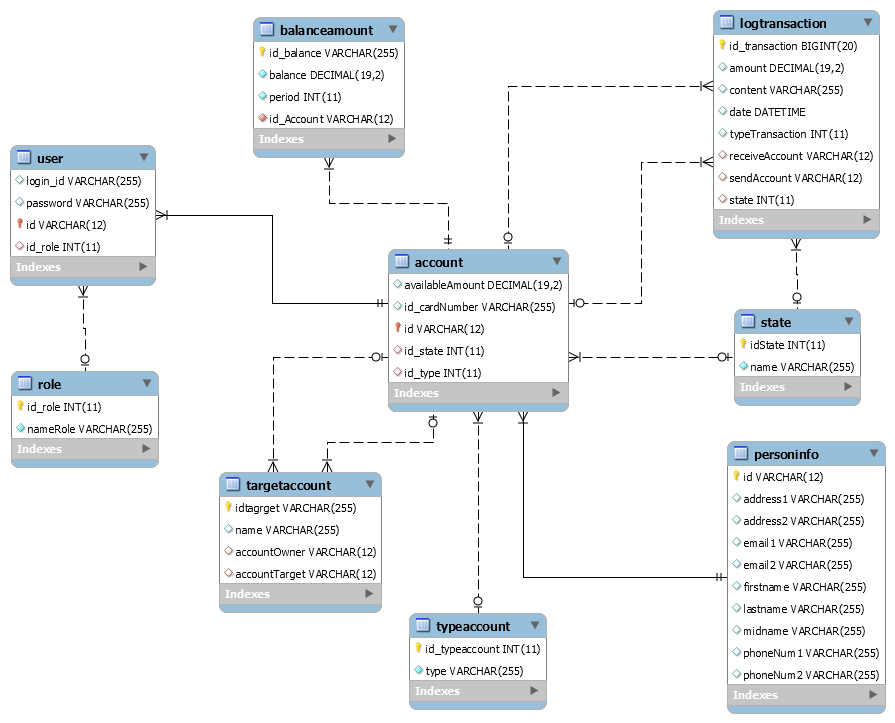 balanceamount
id_balance VARCHAR(255)
balance DECIMAL(19,2)
period INT(11)
id_Account VARCHAR(12)
Indexes
logtransaction
id_transaction BIGINT(20)
amount DECIMAL(19,2)
content VARCHAR(255)
date DATETIME
typeTransaction INT(11)
receiveAccount VARCHAR(12)
sendAccount VARCHAR(12)
state INT(11)
Indexes
user
login_id VARCHAR(255)
password VARCHAR(255)
id VARCHAR(12)
id_role INT(11)
Indexes
account
availableAmount DECIMAL(19,2)
id_cardNumber VARCHAR(255)
id VARCHAR(12)
id_state INT(11)
id_type INT(11)
Indexes
state
idState INT(11)
name VARCHAR(255)
Indexes
role
id_role INT(11)
nameRole VARCHAR(255)
Indexes
targetaccount
idtagrget VARCHAR(255)
name VARCHAR(255)
accountOwner VARCHAR(12)
accountTarget VARCHAR(12)
Indexes
personinfo
id VARCHAR(12)
address1 VARCHAR(255)
address2 VARCHAR(255)
email1 VARCHAR(255)
email2 VARCHAR(255)
firstname VARCHAR(255)
lastname VARCHAR(255)
midname VARCHAR(255)
phoneNum1 VARCHAR(255)
phoneNum2 VARCHAR(255)
Indexes
typeaccount
id_typeaccount INT(11)
type VARCHAR(255)
Indexes